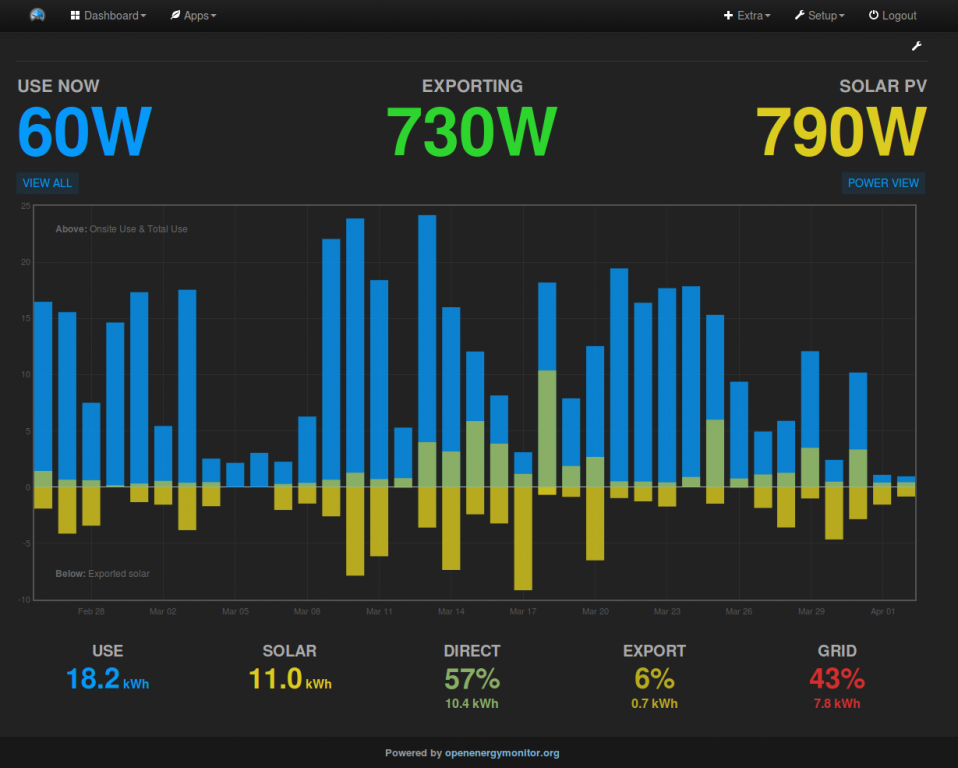 Dashboard Apps Extra Setup Logout
USE NOW EXPORTING SOLAR PV
60W 730W 790W
VIEW ALL POWER VIEW
25
Above: Onsite Use & Total Use
20
15
10
5
0
-5
Below: Exported solar
-10
Feb 28 Mar 02 Mar 05 Mar 08 Mar 11 Mar 14 Mar 17 Mar 20 Mar 23 Mar 26 Mar 29 Apr 01
USE SOLAR DIRECT EXPORT GRID
18.2 kWh 11.0 kWh 57% 6% 43%
10.4 kWh 0.7 kWh 7.8 kWh
Powered by openenergymonitor.org